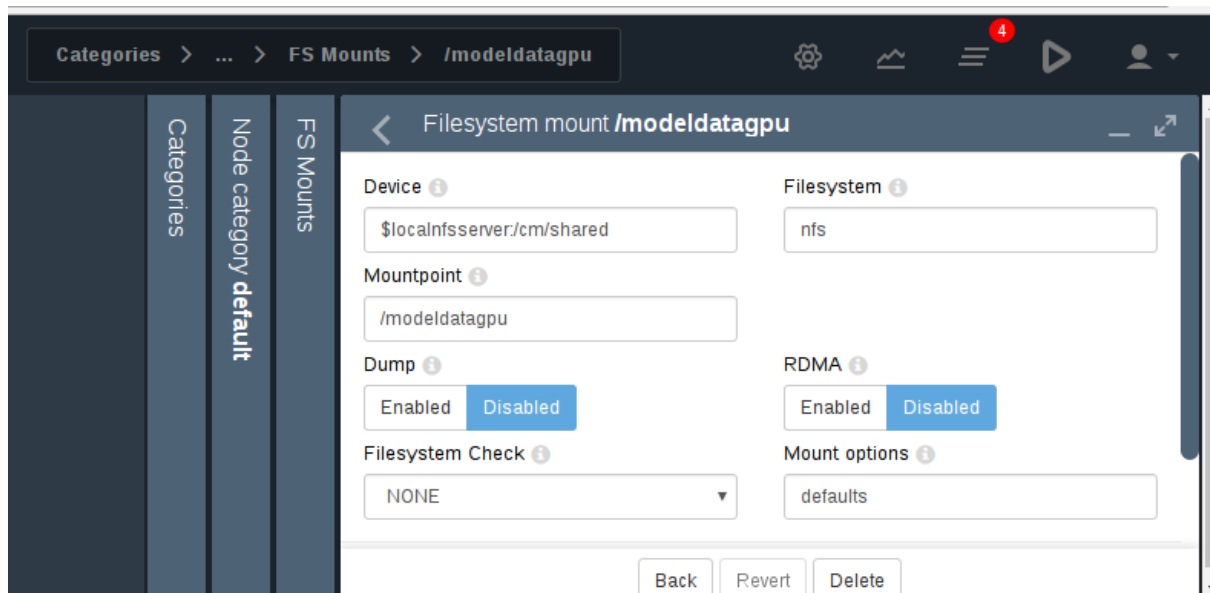 Categories > ... > FS Mounts > /modeldatagpu
4
Categories
Node category default
FS Mounts
Filesystem mount /modeldatagpu
Device
Filesystem
$localnfsserver:/cm/shared
nfs
Mountpoint
/modeldatagpu
Dump
RDMA
Enabled Disabled
Enabled Disabled
Filesystem Check
Mount options
NONE
defaults
Back Revert Delete